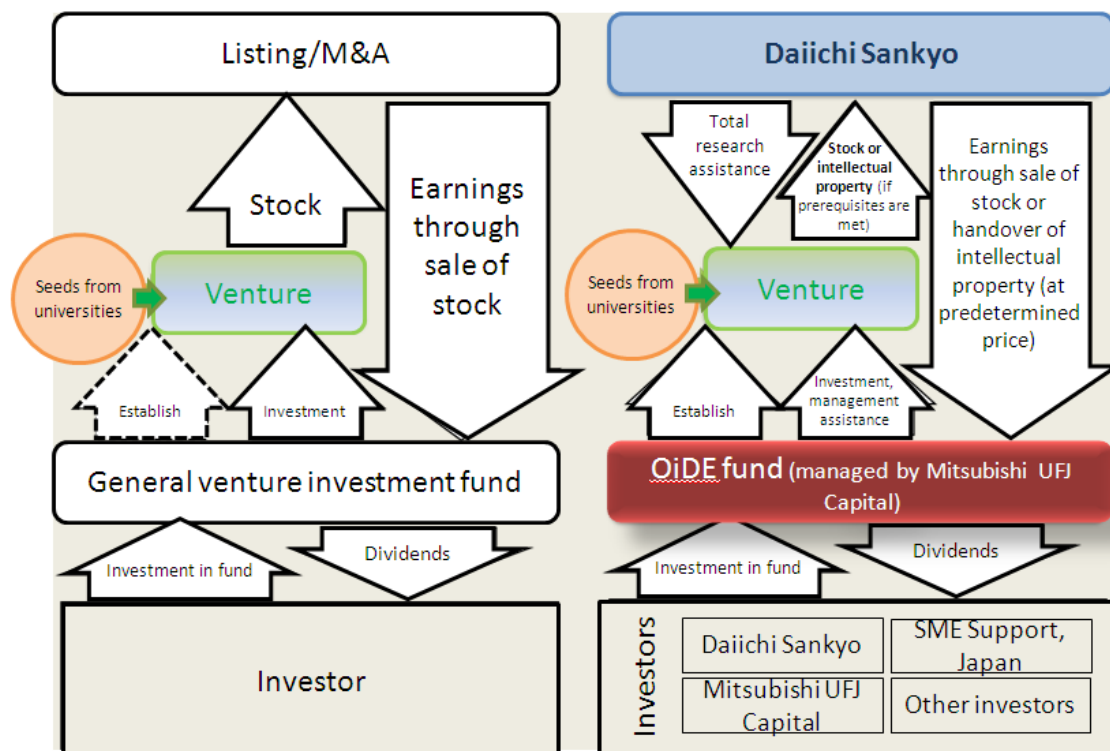 Listing/M&A
Stock
Earnings
through
sale of
stock
Seeds from
universities
Venture
Establish
Investment
General venture investment fund
Investment in fund
Dividends
Investor
Daiichi Sankyo
Total
research
assistance
Stock or
intellectual
property (if
prerequisites are
met)
Earnings
through sale of
stock or
handover of
intellectual
property (at
predetermined
price)
Seeds from
universities
Venture
Establish
Investment,
management
assistance
OiDE fund (managed by Mitsubishi UFJ
Capital)
Investment in fund
Dividends
Investors
Daiichi Sankyo
SME Support,
Japan
Mitsubishi UFJ
Capital
Other investors